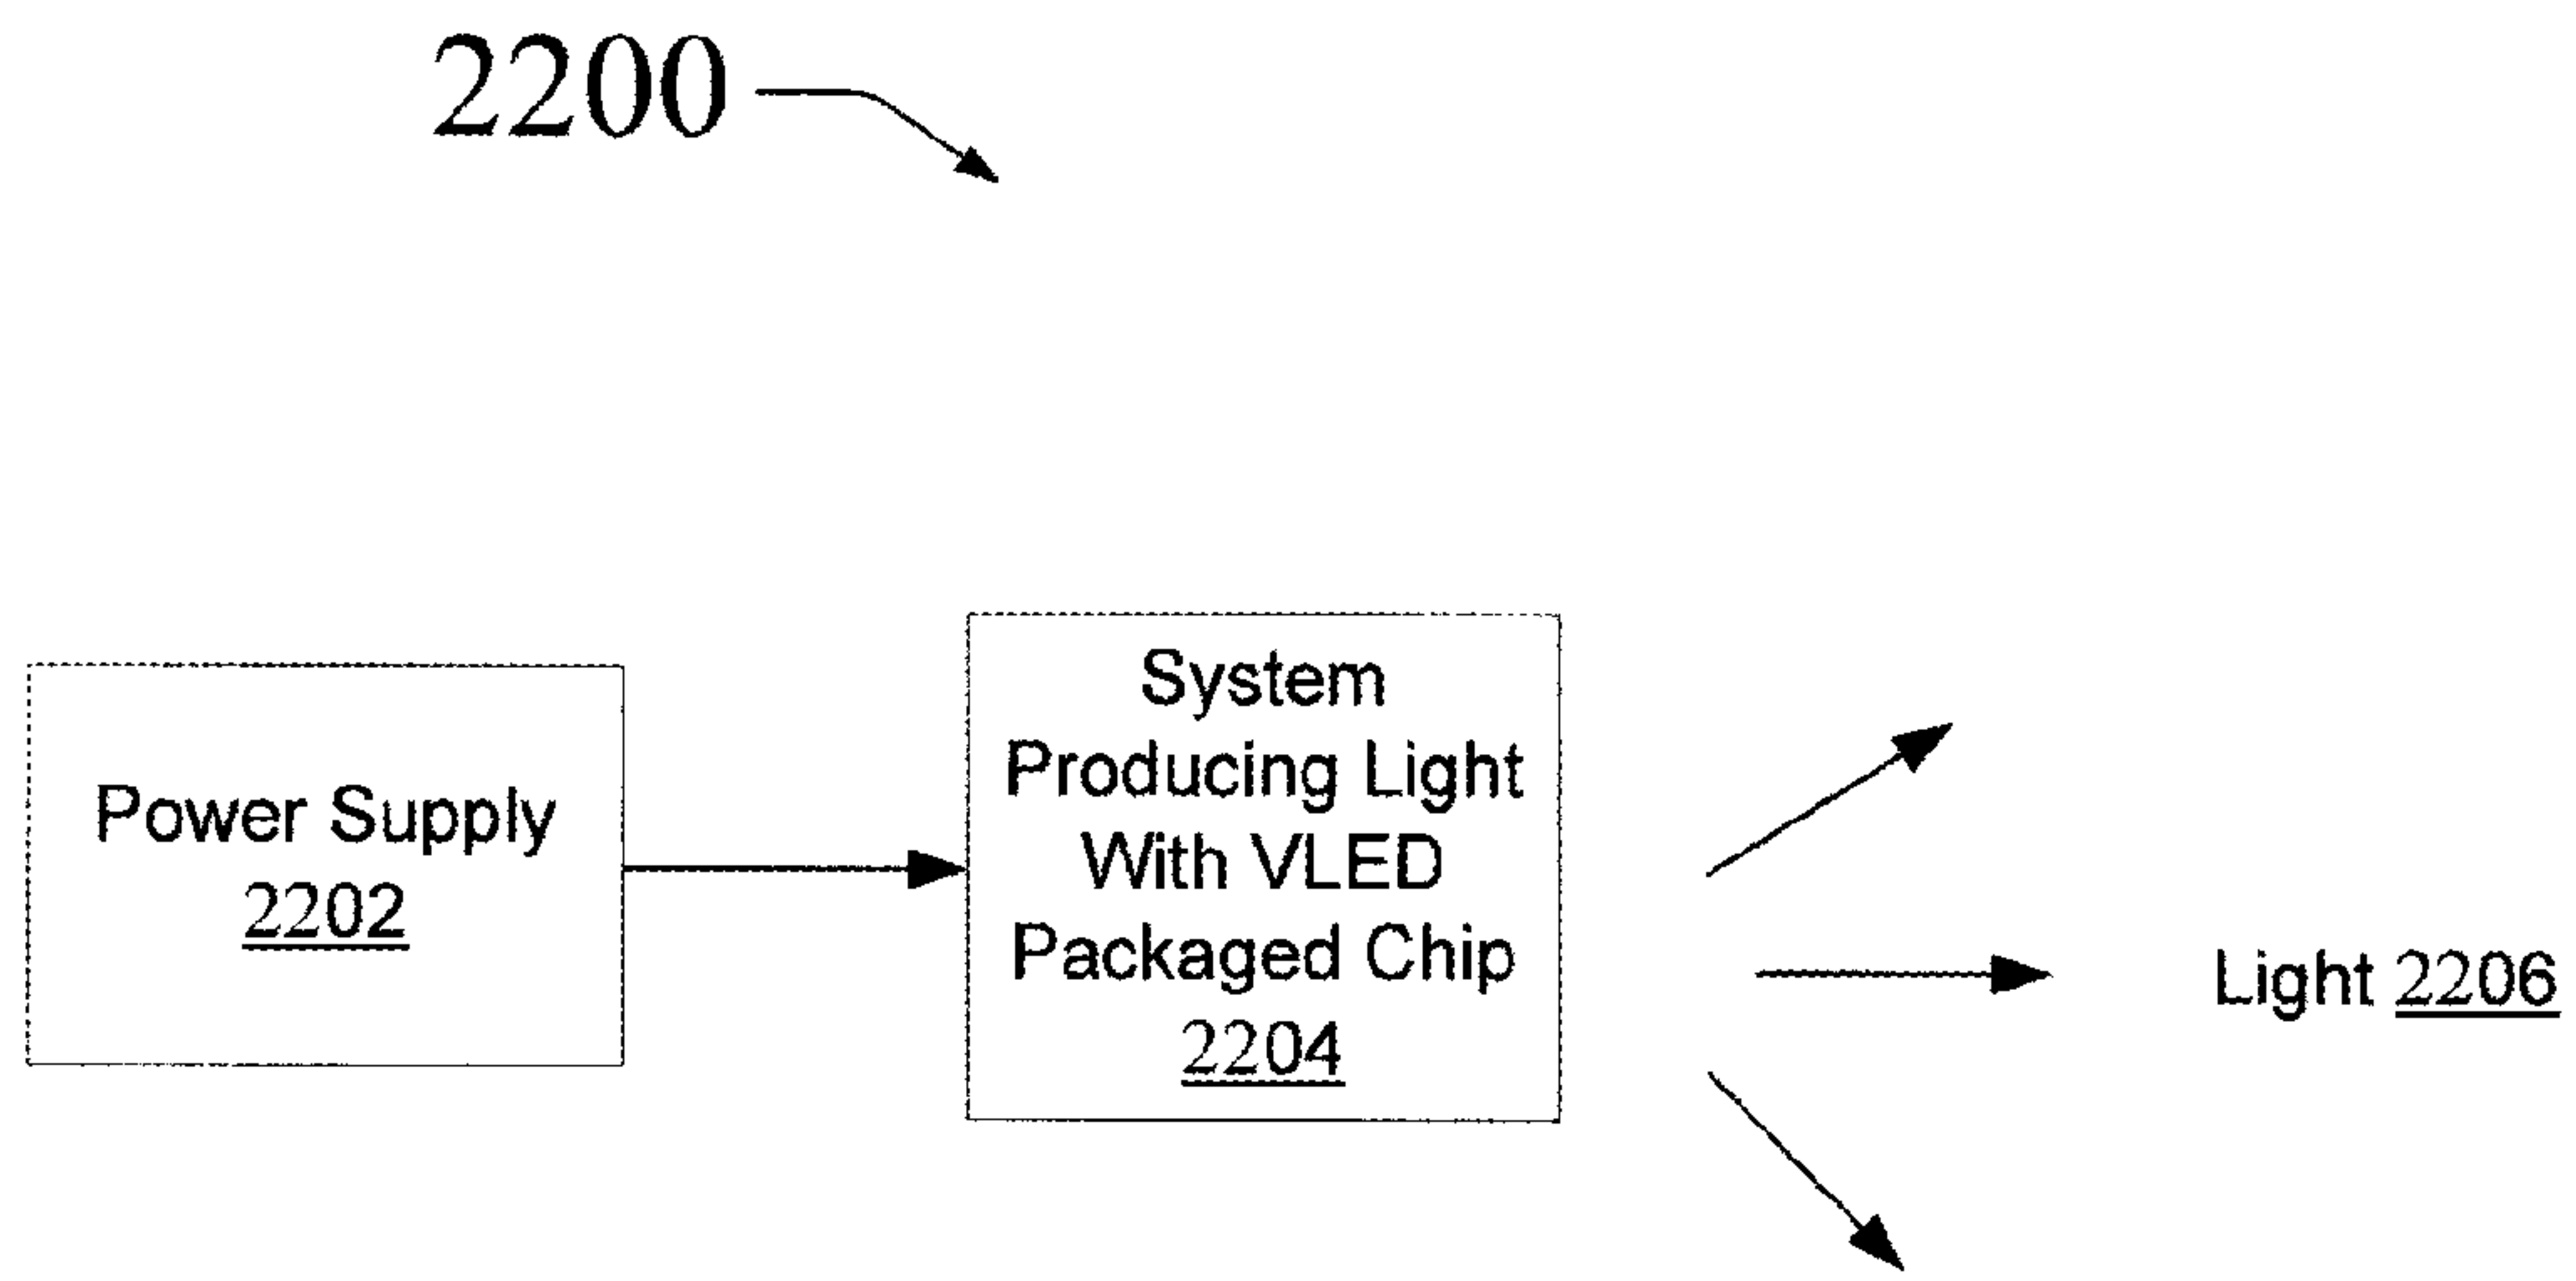 2200
Power Supply
2202
System
Producing Light
With VLED
Packaged Chip
2204
Light 2206